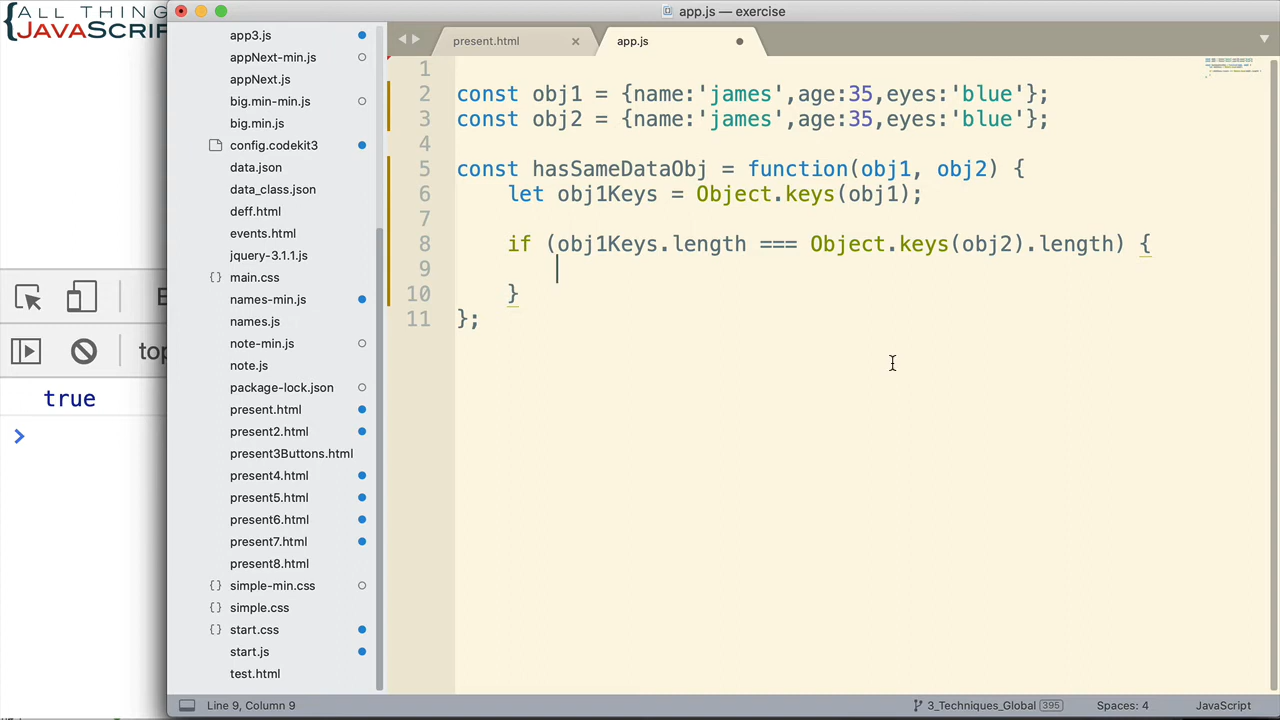 {ALL THING
JAVASCRIP
app.js — exercise
present.html
app.js
app3.js
appNext-min.js
appNext.js
big.min-min.js
big.min.js
config.codekit3
data.json
data_class.json
deff.html
events.html
jquery-3.1.1.js
main.css
names-min.js
names.js
note-min.js
note.js
package-lock.json
present.html
present2.html
present3Buttons.html
present4.html
present5.html
present6.html
present7.html
present8.html
simple-min.css
simple.css
start.css
start.js
test.html
top
true
1
2 const obj1 = {name:'james',age:35,eyes:'blue'};
3 const obj2 = {name:'james',age:35,eyes:'blue'};
4
5 const hasSameDataObj = function(obj1, obj2) {
6 let obj1Keys = Object.keys(obj1);
7
8 if (obj1Keys.length === Object.keys(obj2).length) {
9
10 }
11 };
Line 9, Column 9
3_Techniques_Global 395
Spaces: 4
JavaScript